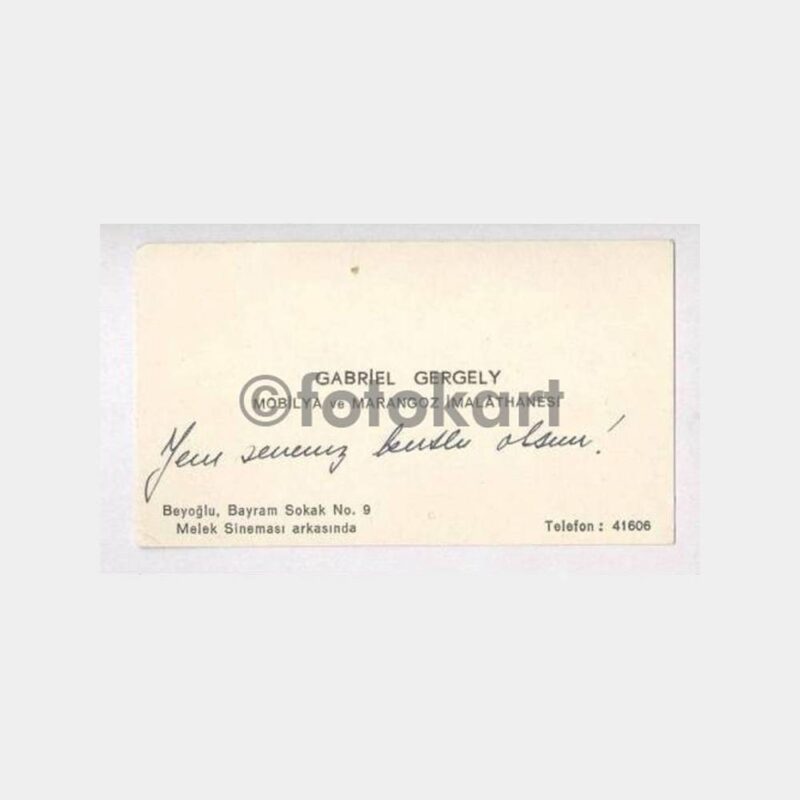 GABRİEL GERGELY
MOBİLYA ve MARANGOZ İMALÂTHANESİ
©fotokart
Yeni seneniz kutlu olsun!
Beyoğlu, Bayram Sokak No. 9
Melek Sineması arkasında
Telefon : 41606